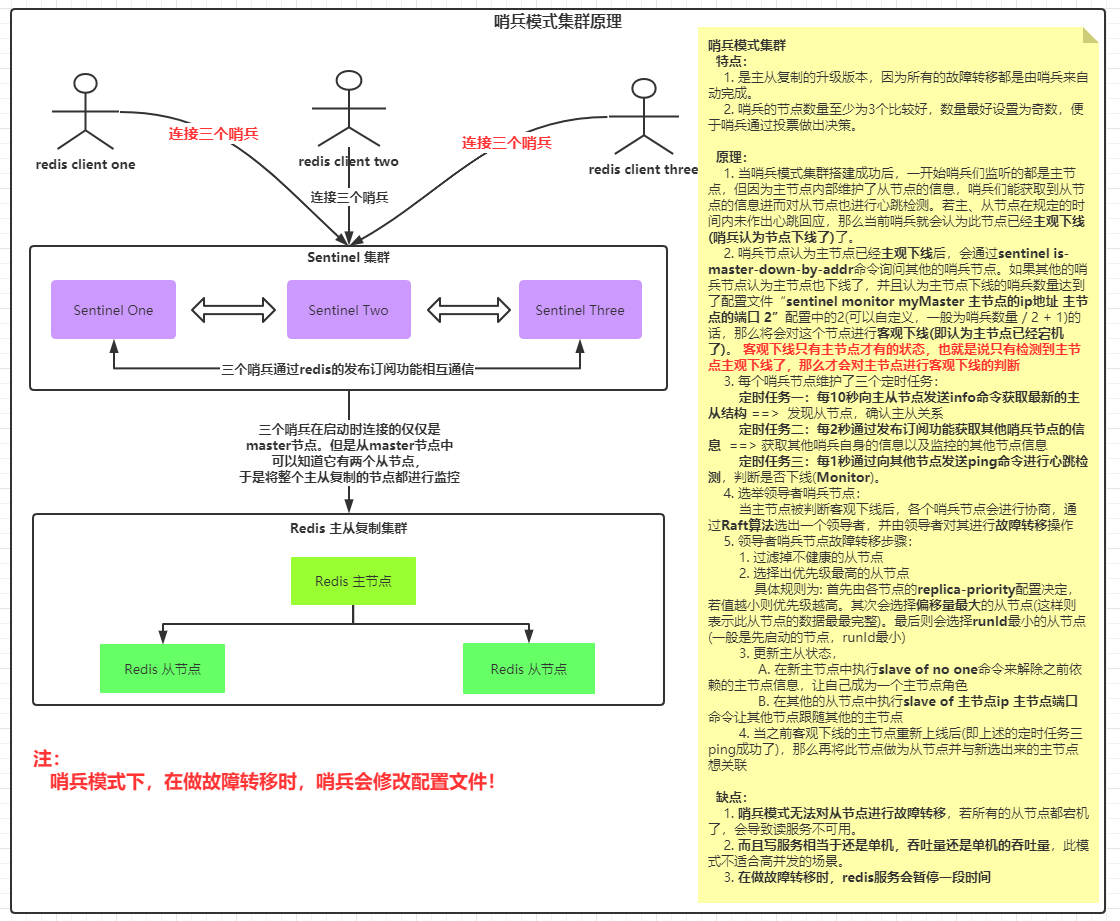 哨兵模式集群原理
redis client one
redis client two
redis client three
连接三个哨兵
连接三个哨兵
连接三个哨兵
Sentinel 集群
Sentinel One
Sentinel Two
Sentinel Three
三个哨兵通过redis的发布订阅功能相互通信
三个哨兵在启动时连接的仅仅是
master节点。但是从master节点中
可以知道它有两个从节点，
于是将整个主从复制的节点都进行监控
Redis 主从复制集群
Redis 主节点
Redis 从节点
Redis 从节点
注：
哨兵模式下，在做故障转移时，哨兵会修改配置文件！
哨兵模式集群
特点：
1. 是主从复制的升级版本，因为所有的故障转移都是由哨兵来自
动完成。
2. 哨兵的节点数量至少为3个比较好，数量最好设置为奇数，便
于哨兵通过投票做出决策。
原理：
1. 当哨兵模式集群搭建成功后，一开始哨兵们监听的都是主节
点，但因为主节点内部维护了从节点的信息，哨兵们能获取到从节
点的信息进而对从节点也进行心跳检测。若主、从节点在规定的时
间内未作出心跳回应，那么当前哨兵就会认为此节点已经主观下线
(哨兵认为节点下线了)了。
2. 哨兵节点认为主节点已经主观下线后，会通过sentinel is-
master-down-by-addr命令询问其他的哨兵节点。如果其他的哨
兵节点认为主节点也下线了，并且认为主节点下线的哨兵数量达到
了配置文件“sentinel monitor myMaster 主节点的ip地址 主节
点的端口 2”配置中的2(可以自定义，一般为哨兵数量 / 2 + 1)的
话，那么将会对这个节点进行客观下线(即认为主节点已经宕机
了)。客观下线只有主节点才有的状态，也就是说只有检测到主节
点主观下线了，那么才会对主节点进行客观下线的判断
3. 每个哨兵节点维护了三个定时任务：
定时任务一：每10秒向主从节点发送info命令获取最新的主
从结构 ==> 发现从节点，确认主从关系
定时任务二：每2秒通过发布订阅功能获取其他哨兵节点的信
息 ==> 获取其他哨兵自身的信息以及监控的其他节点信息
定时任务三：每1秒通过向其他节点发送ping命令进行心跳检
测，判断是否下线(Monitor)。
4. 选举领导者哨兵节点：
当主节点被判断客观下线后，各个哨兵节点会进行协商，通
过Raft算法选出一个领导者，并由领导者对其进行故障转移操作
5. 领导者哨兵节点故障转移步骤：
1. 过滤掉不健康的从节点
2. 选择出优先级最高的从节点
具体规则为: 首先由各节点的replica-priority配置决定，
若值越小则优先级越高。其次会选择偏移量最大的从节点(这样则
表示此从节点的数据最最完整)。最后则会选择runId最小的从节点
(一般是先启动的节点，runId最小)
3. 更新主从状态，
A. 在新主节点中执行slave of no one命令来解除之前依
赖的主节点信息，让自己成为一个主节点角色
B. 在其他的从节点中执行slave of 主节点ip 主节点端口
命令让其他节点跟随其他的主节点
4. 当之前客观下线的主节点重新上线后(即上述的定时任务三
ping成功了)，那么再将此节点做为从节点并与新选出来的主节点
想关联
缺点：
1. 哨兵模式无法对从节点进行故障转移，若所有的从节点都宕机
了，会导致读服务不可用。
2. 而且写服务相当于还是单机，吞吐量还是单机的吞吐量，此模
式不适合高并发的场景。
3. 在做故障转移时，redis服务会暂停一段时间